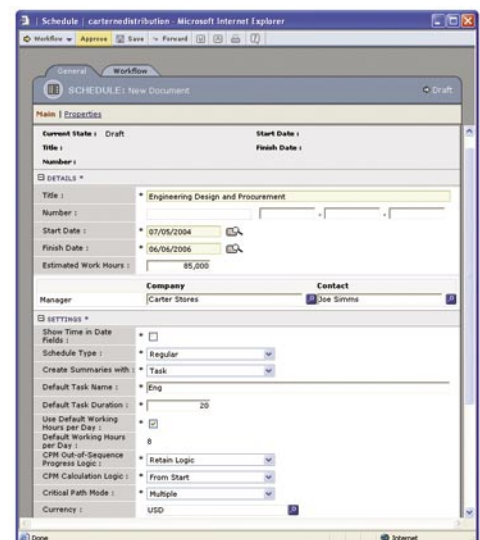 Schedule | carternedistribution - Microsoft Internet Explorer
Workflow Approve Save Forward
General Workflow
SCHEDULE: New Document Draft
Main | Properties
Current State : Draft Start Date :
Title : Finish Date :
Number :
DETAILS *
Title : * Engineering Design and Procurement
Number : . .
Start Date : * 07/05/2004
Finish Date : * 06/06/2006
Estimated Work Hours : 85,000
Company Contact
Manager Carter Stores Joe Simms
SETTINGS *
Show Time in Date Fields : *
Schedule Type : * Regular
Create Summaries with : * Task
Default Task Name : * Eng
Default Task Duration : * 20
Use Default Working Hours per Day : *
Default Working Hours per Day : 8
CPM Out-of-Sequence Progress Logic : * Retain Logic
CPM Calculation Logic : * From Start
Critical Path Mode : * Multiple
Currency : USD
Done Internet